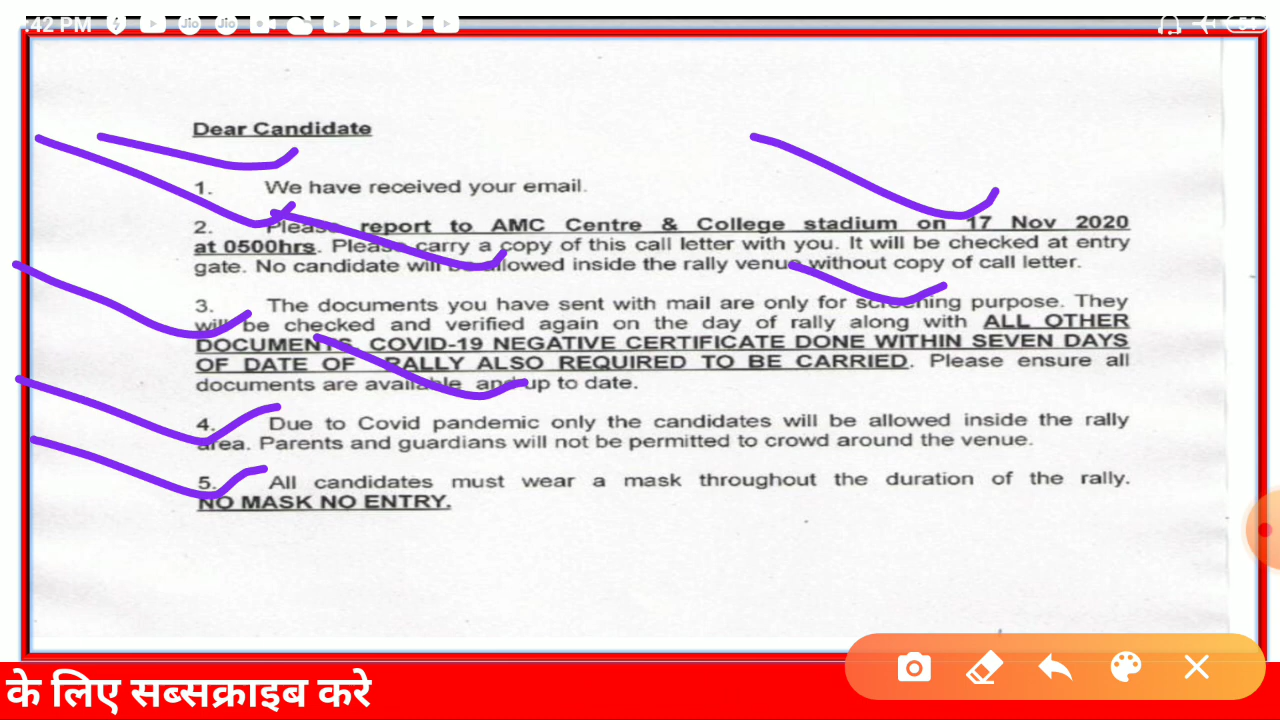 :42 PM
Jio Jio
54
Dear Candidate
1. We have received your email.
2. Please report to AMC Centre & College stadium on 17 Nov 2020
at 0500hrs. Please carry a copy of this call letter with you. It will be checked at entry
gate. No candidate will be allowed inside the rally venue without copy of call letter.
3. The documents you have sent with mail are only for screening purpose. They
will be checked and verified again on the day of rally along with ALL OTHER
DOCUMENTS. COVID-19 NEGATIVE CERTIFICATE DONE WITHIN SEVEN DAYS
OF DATE OF RALLY ALSO REQUIRED TO BE CARRIED. Please ensure all
documents are available and up to date.
4. Due to Covid pandemic only the candidates will be allowed inside the rally
area. Parents and guardians will not be permitted to crowd around the venue.
5. All candidates must wear a mask throughout the duration of the rally.
NO MASK NO ENTRY.
के लिए सब्सक्राइब करे